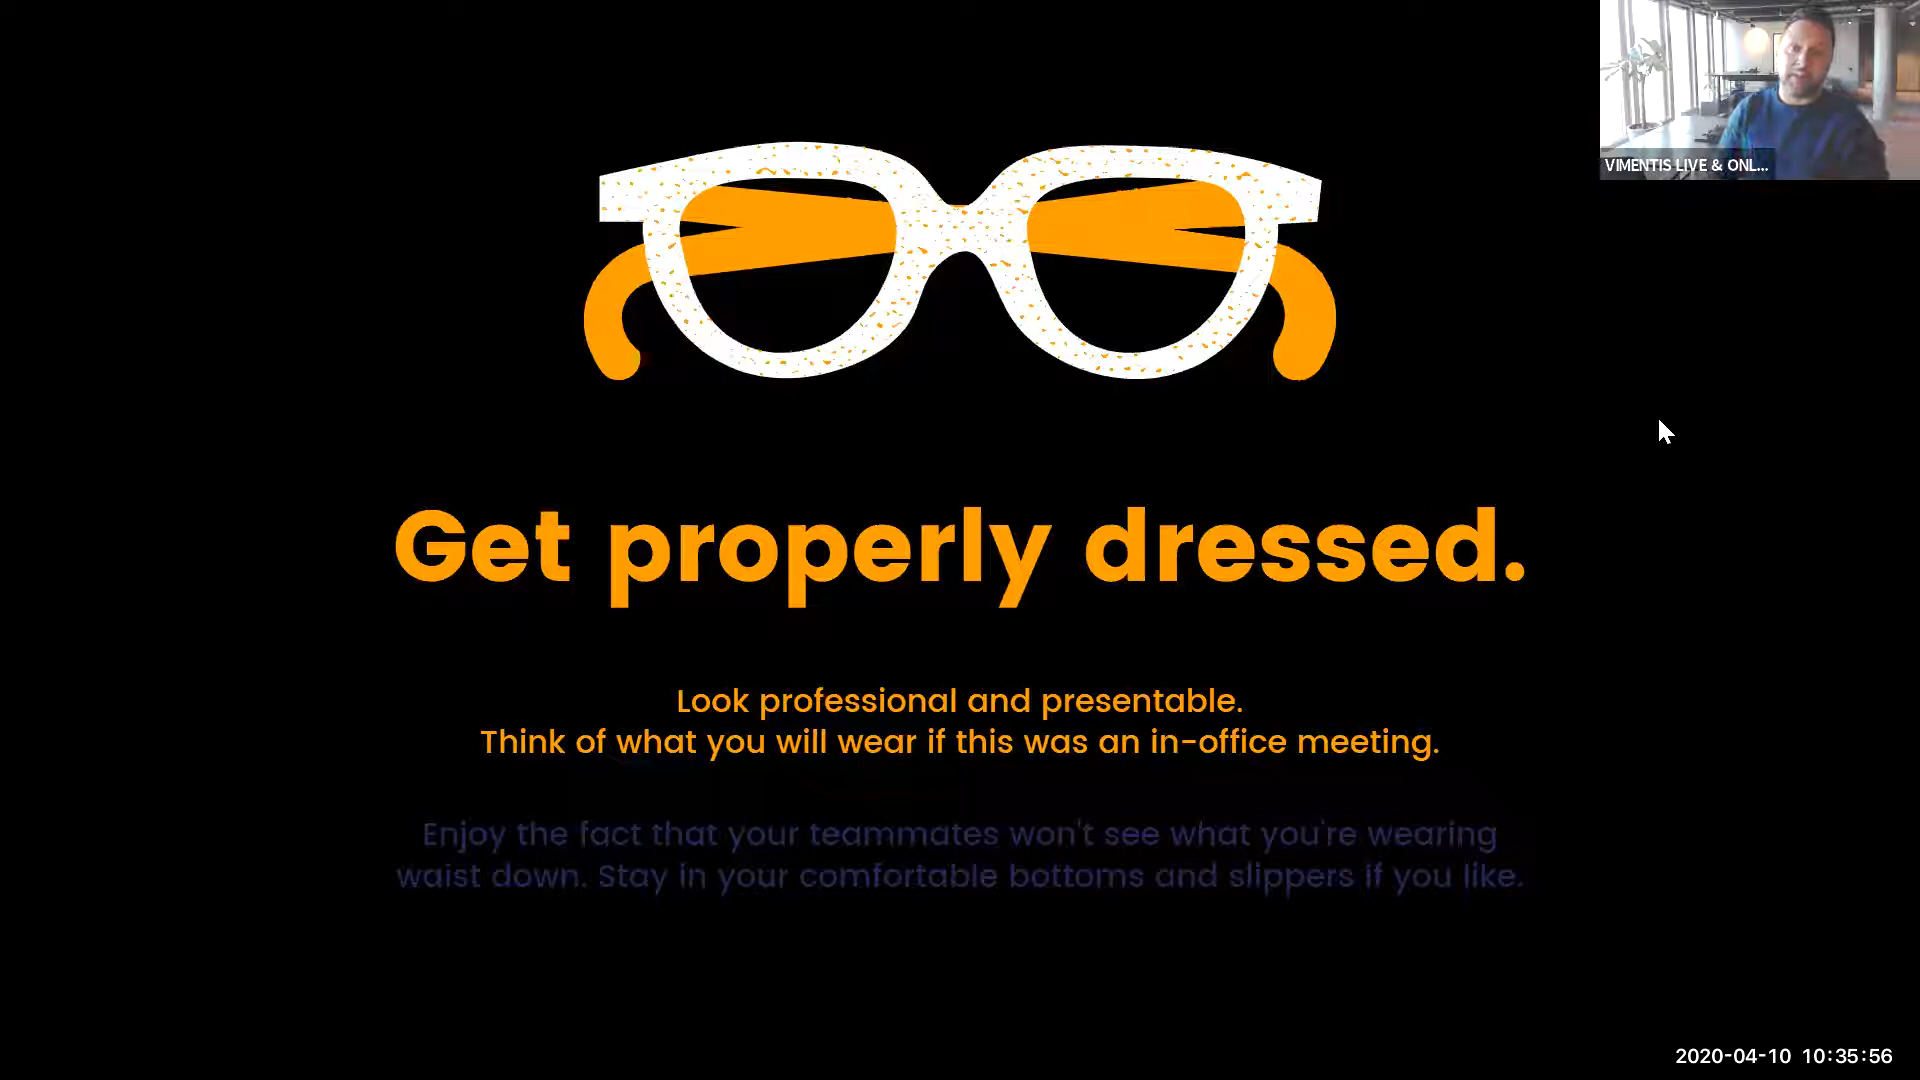 VIMENTIS LIVE & ONL...
Get properly dressed.
Look professional and presentable.
Think of what you will wear if this was an in-office meeting.
Enjoy the fact that your teammates won't see what you're wearing
waist down. Stay in your comfortable bottoms and slippers if you like.
2020-04-10 10:35:56